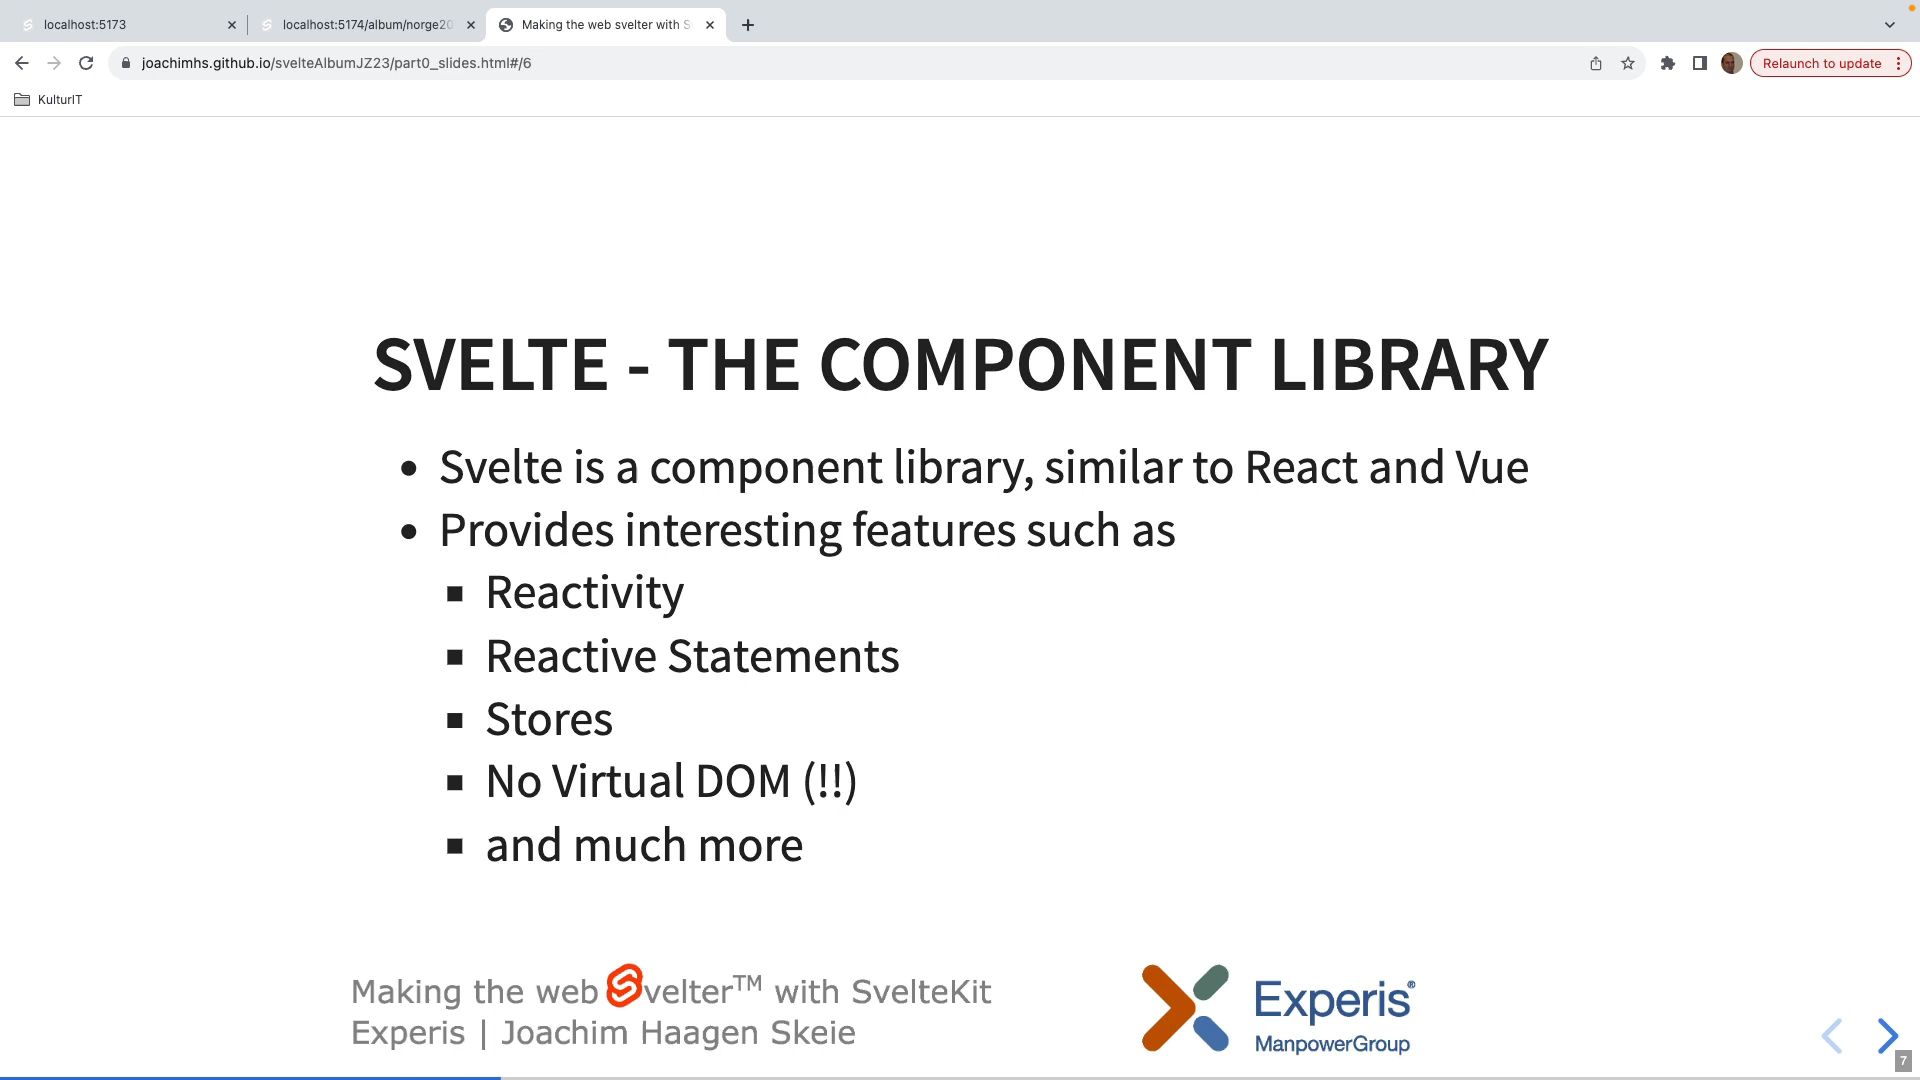 localhost:5173
localhost:5174/album/norge20
Making the web svelter with S
joachimhs.github.io/svelteAlbumJZ23/part0_slides.html#/6
Relaunch to update
KulturIT
SVELTE - THE COMPONENT LIBRARY
• Svelte is a component library, similar to React and Vue
• Provides interesting features such as
▪ Reactivity
▪ Reactive Statements
▪ Stores
▪ No Virtual DOM (!!)
▪ and much more
Making the web Svelter™ with SvelteKit
Experis | Joachim Haagen Skeie
Experis®
ManpowerGroup
7